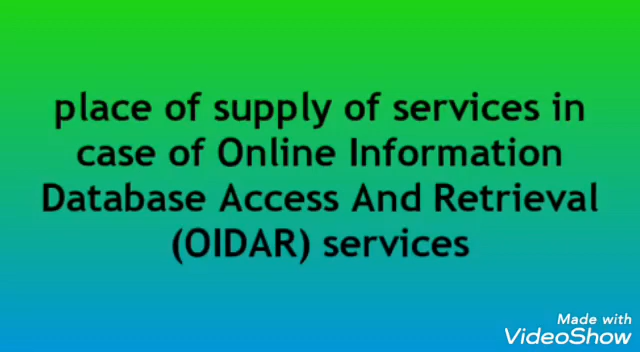 place of supply of services in
case of Online Information
Database Access And Retrieval
(OIDAR) services
Made with
VideoShow